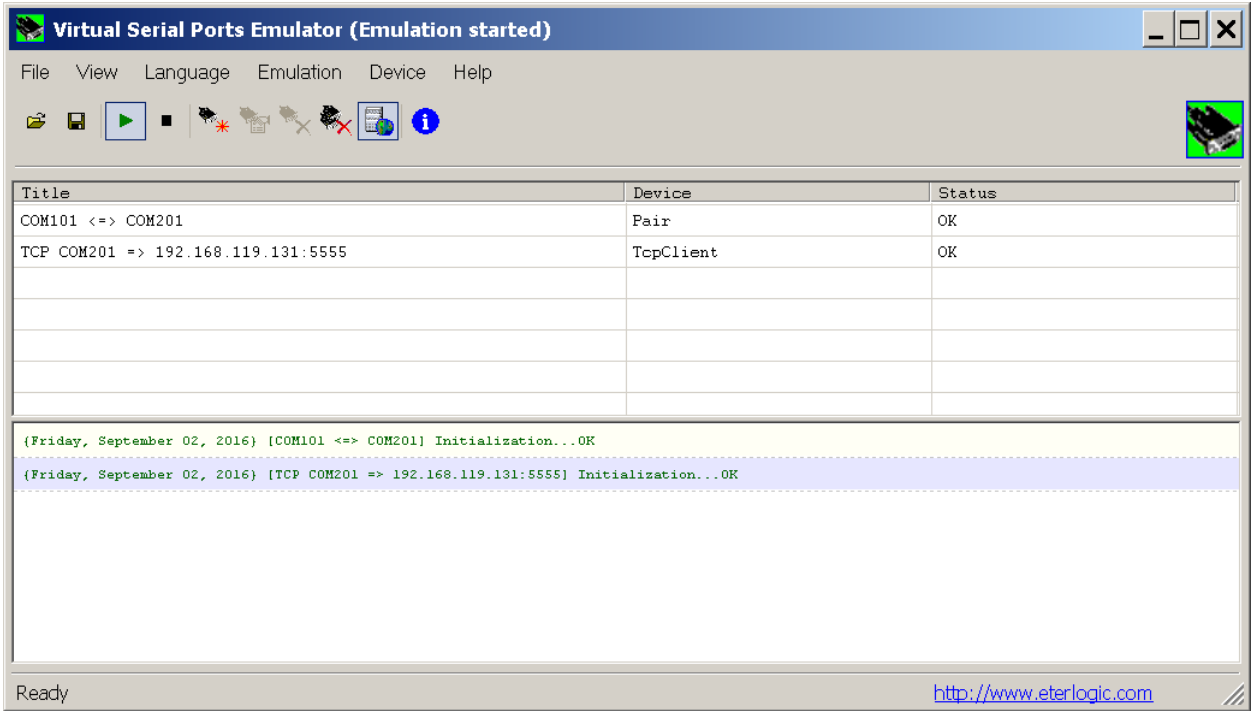 Virtual Serial Ports Emulator (Emulation started)
File View Language Emulation Device Help
Title Device Status
COM101 <=> COM201 Pair OK
TCP COM201 => 192.168.119.131:5555 TcpClient OK
{Friday, September 02, 2016} [COM101 <=> COM201] Initialization...OK
{Friday, September 02, 2016} [TCP COM201 => 192.168.119.131:5555] Initialization...OK
Ready http://www.eterlogic.com